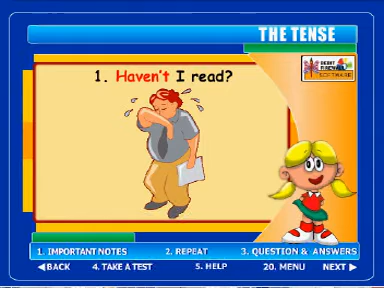 THE TENSE
1. Haven't I read?
SOFTWARE
1. IMPORTANT NOTES 2. REPEAT 3. QUESTION & ANSWERS
◀BACK 4. TAKE A TEST 5. HELP 20. MENU NEXT ▶